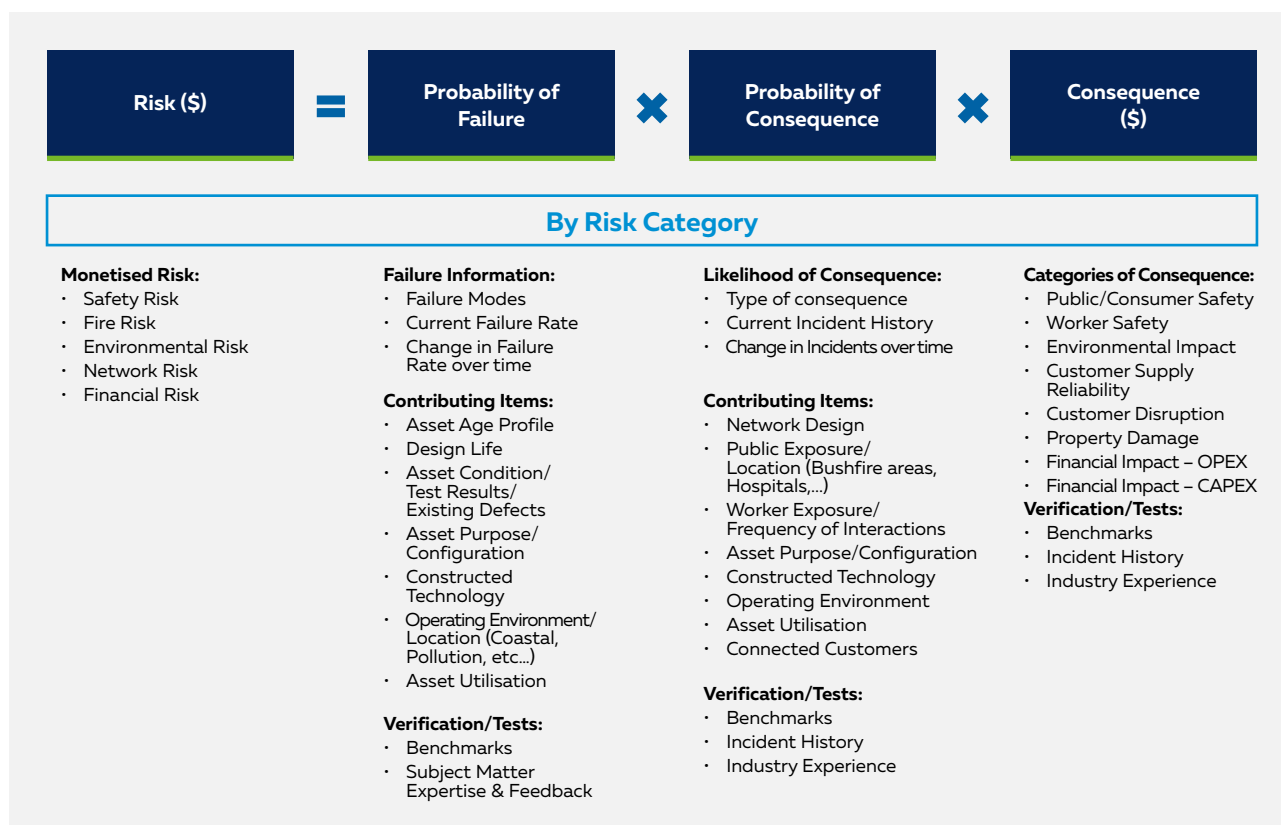 Risk ($)
=
Probability of
Failure
×
Probability of
Consequence
×
Consequence
($)
By Risk Category
Monetised Risk:
· Safety Risk
· Fire Risk
· Environmental Risk
· Network Risk
· Financial Risk
Failure Information:
· Failure Modes
· Current Failure Rate
· Change in Failure
Rate over time
Contributing Items:
· Asset Age Profile
· Design Life
· Asset Condition/
Test Results/
Existing Defects
· Asset Purpose/
Configuration
· Constructed
Technology
· Operating Environment/
Location (Coastal,
Pollution, etc...)
· Asset Utilisation
Verification/Tests:
· Benchmarks
· Subject Matter
Expertise & Feedback
Likelihood of Consequence:
· Type of consequence
· Current Incident History
· Change in Incidents over time
Contributing Items:
· Network Design
· Public Exposure/
Location (Bushfire areas,
Hospitals,...)
· Worker Exposure/
Frequency of Interactions
· Asset Purpose/Configuration
· Constructed Technology
· Operating Environment
· Asset Utilisation
· Connected Customers
Verification/Tests:
· Benchmarks
· Incident History
· Industry Experience
Categories of Consequence:
· Public/Consumer Safety
· Worker Safety
· Environmental Impact
· Customer Supply
Reliability
· Customer Disruption
· Property Damage
· Financial Impact – OPEX
· Financial Impact – CAPEX
Verification/Tests:
· Benchmarks
· Incident History
· Industry Experience